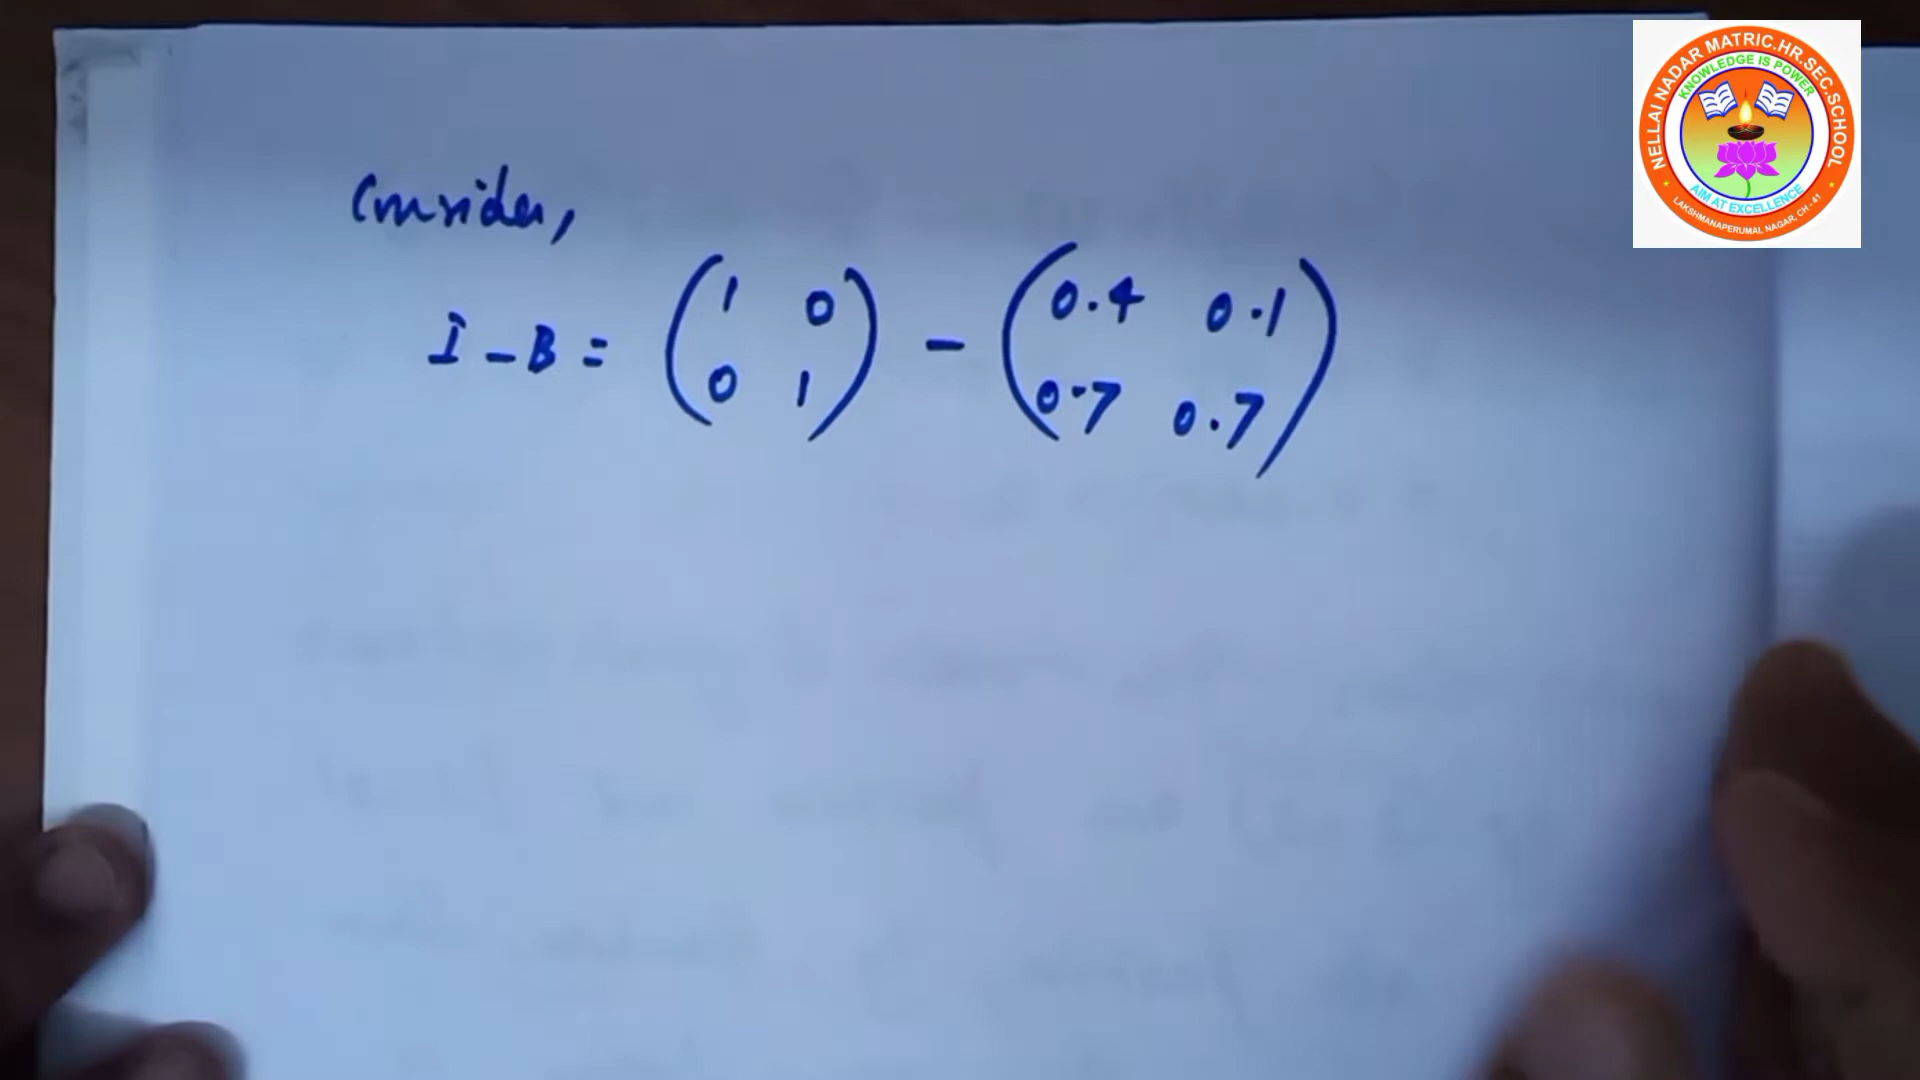 Consider,
I - B = ( 1 0 ) - ( 0.4 0.1 )
( 0 1 ) ( 0.7 0.7 )
NELLAI NADAR MATRIC.HR.SEC.SCHOOL
KNOWLEDGE IS POWER
AIM AT EXCELLENCE
LAKSHMANAPERUMAL NAGAR, CH - 41